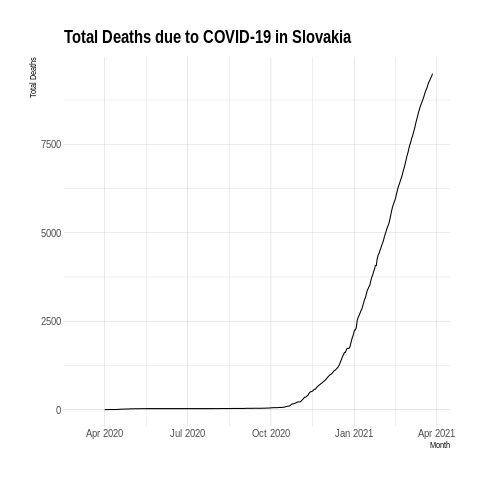 Total Deaths due to COVID-19 in Slovakia
Total Deaths
7500
5000
2500
0
Apr 2020 Jul 2020 Oct 2020 Jan 2021 Apr 2021
Month